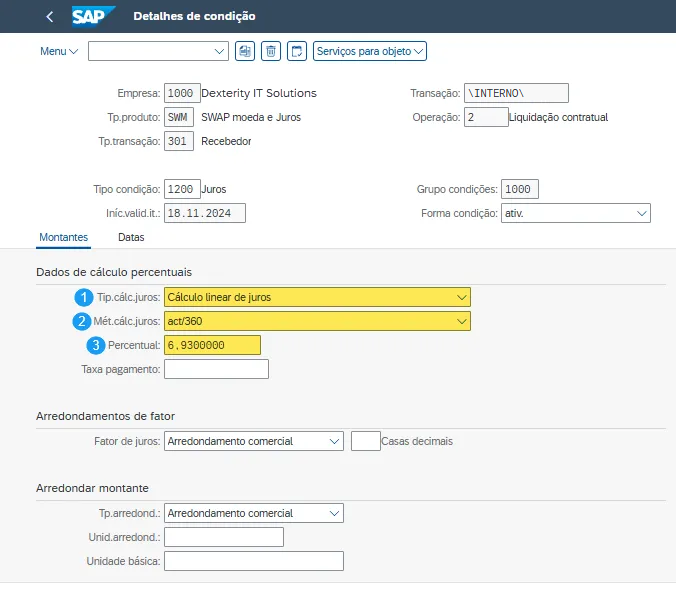 SAP Detalhes de condição
Menu Serviços para objeto
Empresa: 1000 Dexterity IT Solutions Transação: \INTERNO\
Tp.produto: SWM SWAP moeda e Juros Operação: 2 Liquidação contratual
Tp.transação: 301 Recebedor
Tipo condição: 1200 Juros Grupo condições: 1000
Iníc.valid.it.: 18.11.2024 Forma condição: ativ.
Montantes Datas
Dados de cálculo percentuais
1 Tip.cálc.juros: Cálculo linear de juros
2 Mét.cálc.juros: act/360
3 Percentual: 6,9300000
Taxa pagamento:
Arredondamentos de fator
Fator de juros: Arredondamento comercial Casas decimais
Arredondar montante
Tp.arredond.: Arredondamento comercial
Unid.arredond.:
Unidade básica: